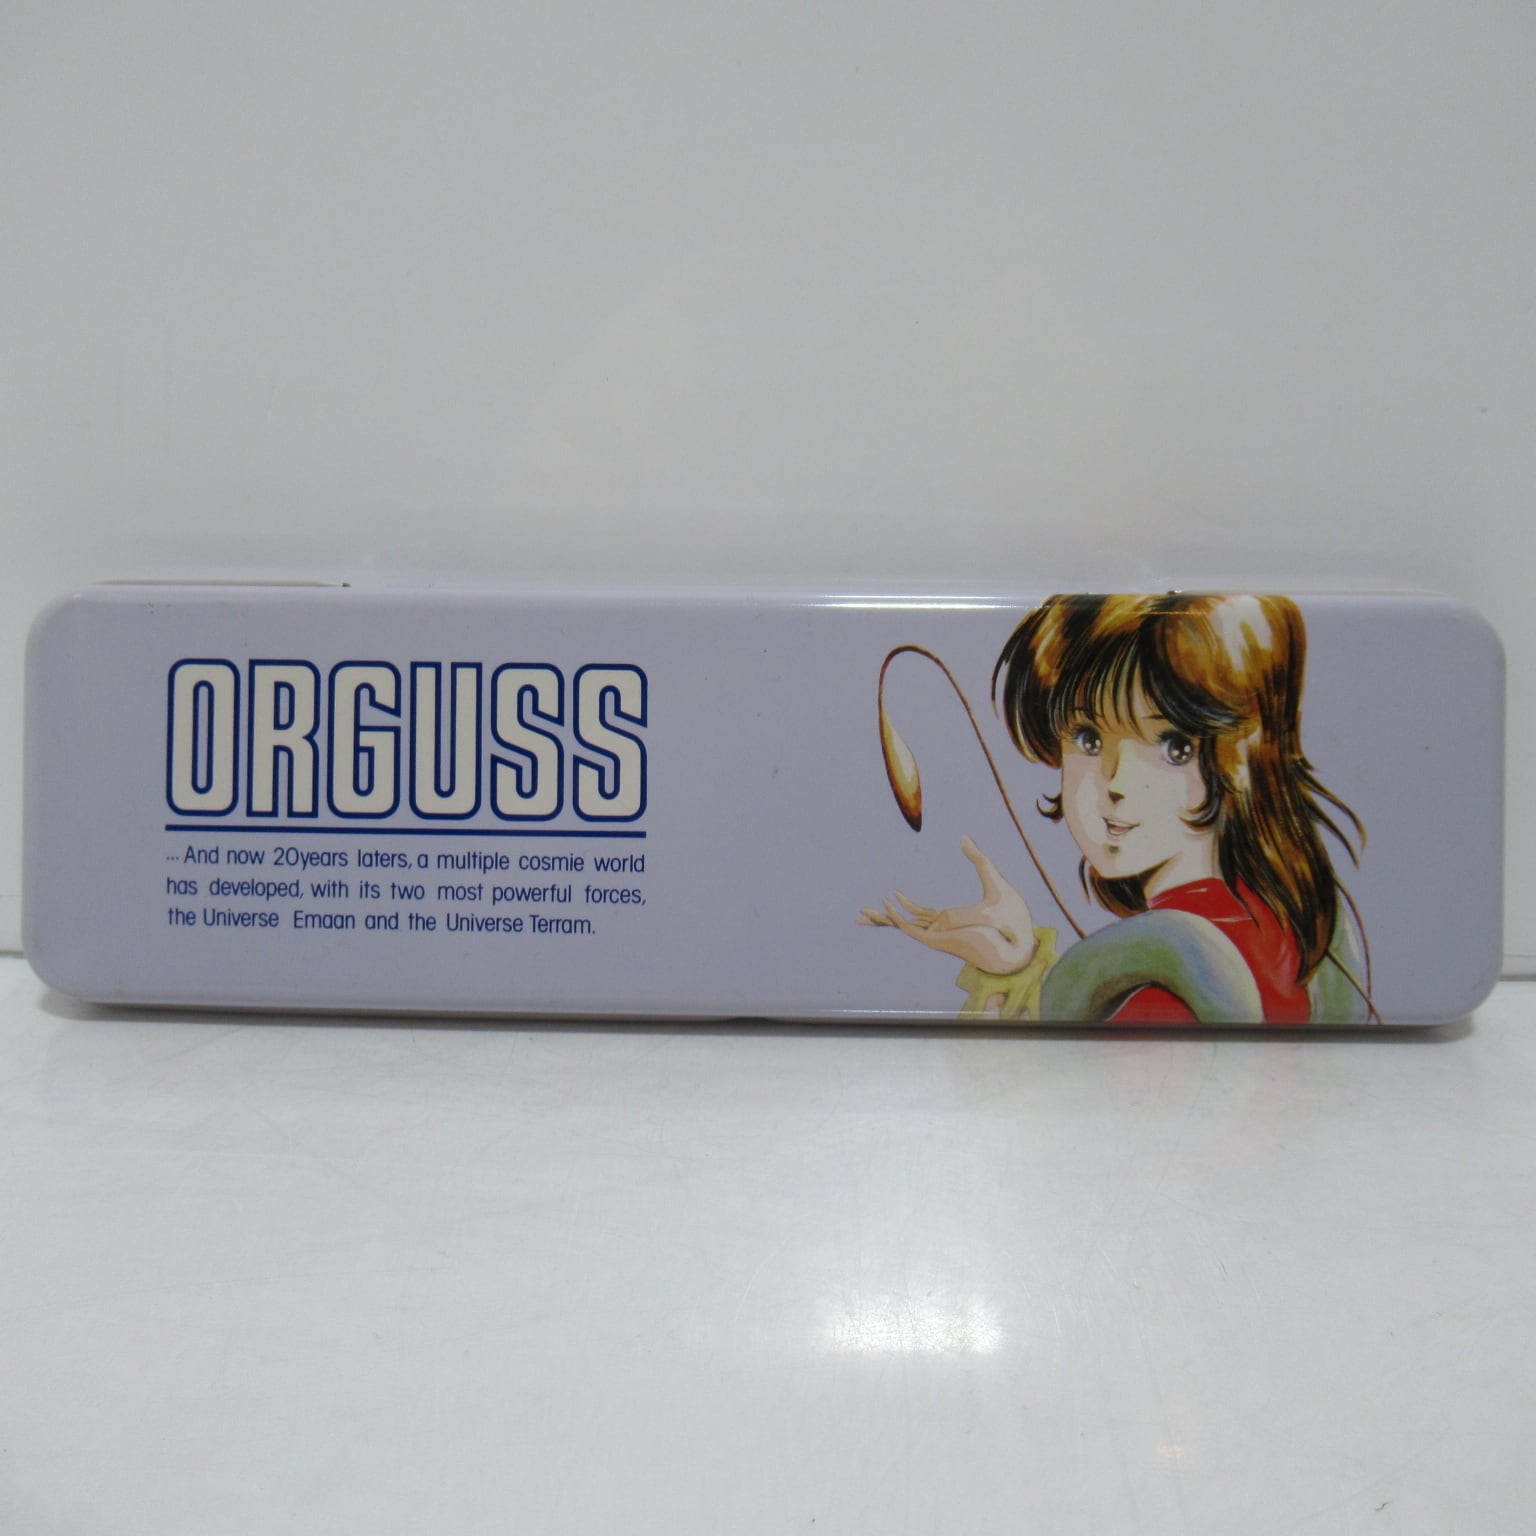 ORGUSS
...And now 20years laters, a multiple cosmie world
has developed, with its two most powerful forces,
the Universe Emaan and the Universe Terram.